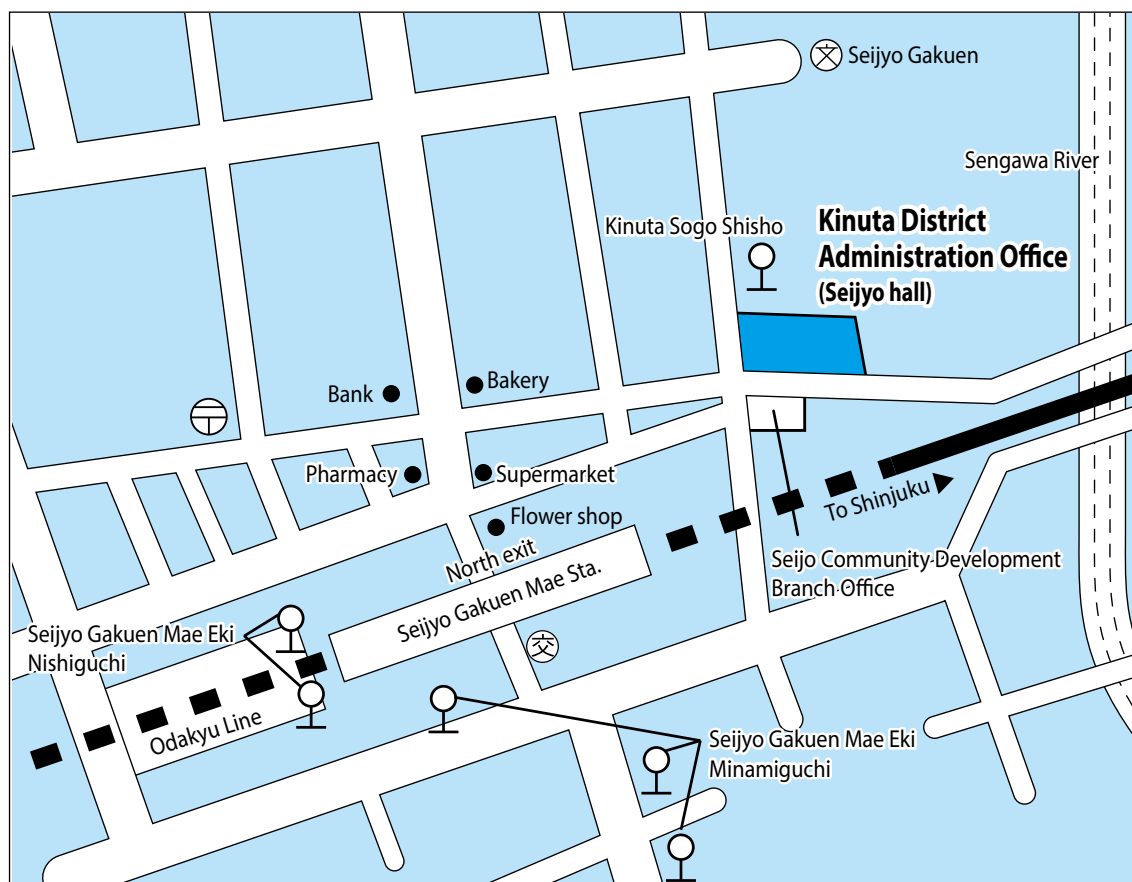 文 Seijyo Gakuen
Sengawa River
Kinuta Sogo Shisho
Kinuta District
Administration Office
(Seijyo hall)
Bank
Bakery
Pharmacy
Supermarket
Flower shop
North exit
Seijyo Gakuen Mae Sta.
To Shinjuku
Seijo Community Development
Branch Office
Seijyo Gakuen Mae Eki
Nishiguchi
交
Odakyu Line
Seijyo Gakuen Mae Eki
Minamiguchi